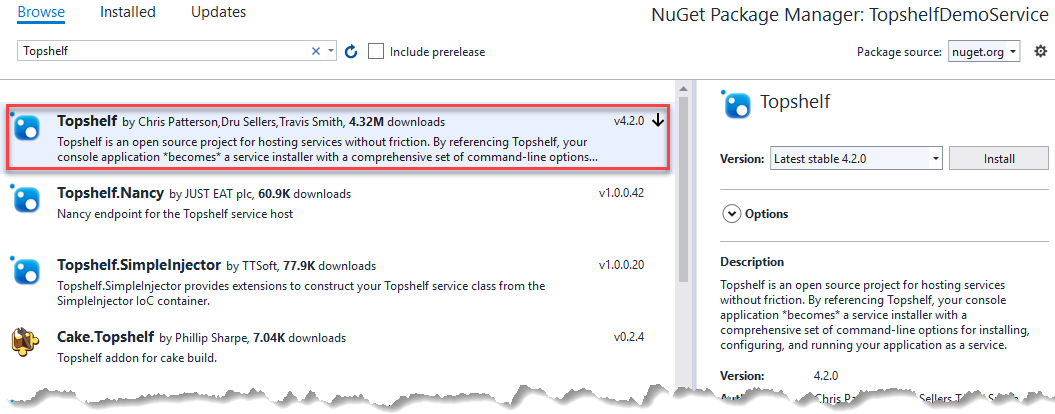 Browse Installed Updates NuGet Package Manager: TopshelfDemoService
Topshelf Include prerelease Package source: nuget.org
Topshelf by Chris Patterson,Dru Sellers,Travis Smith, 4.32M downloads v4.2.0
Topshelf is an open source project for hosting services without friction. By referencing Topshelf, your
console application *becomes* a service installer with a comprehensive set of command-line options...
Topshelf.Nancy by JUST EAT plc, 60.9K downloads v1.0.0.42
Nancy endpoint for the Topshelf service host
Topshelf.SimpleInjector by TTSoft, 77.9K downloads v1.0.0.20
Topshelf.SimpleInjector provides extensions to construct your Topshelf service class from the
SimpleInjector IoC container.
Cake.Topshelf by Phillip Sharpe, 7.04K downloads v0.2.4
Topshelf addon for cake build.
Topshelf
Version: Latest stable 4.2.0 Install
Options
Description
Topshelf is an open source project for hosting services
without friction. By referencing Topshelf, your console
application *becomes* a service installer with a
comprehensive set of command-line options for installing,
configuring, and running your application as a service.
Version: 4.2.0